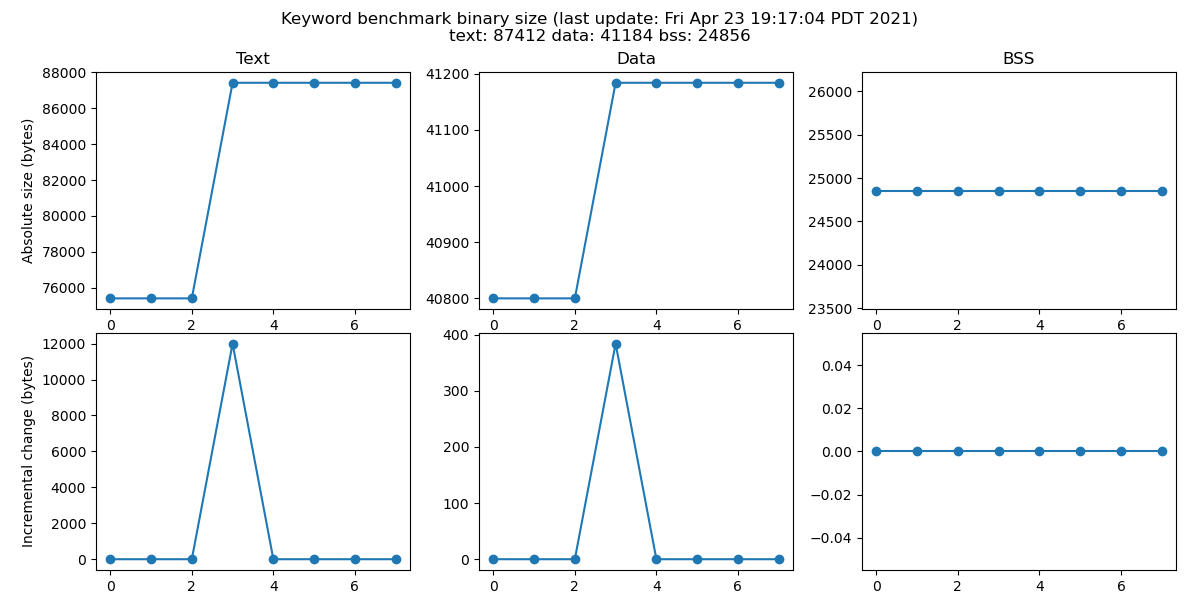 Keyword benchmark binary size (last update: Fri Apr 23 19:17:04 PDT 2021)
text: 87412 data: 41184 bss: 24856
Text
Absolute size (bytes)
88000
86000
84000
82000
80000
78000
76000
0 2 4 6
Data
41200
41100
41000
40900
40800
0 2 4 6
BSS
26000
25500
25000
24500
24000
23500
0 2 4 6
Incremental change (bytes)
12000
10000
8000
6000
4000
2000
0
0 2 4 6
400
300
200
100
0
0 2 4 6
0.04
0.02
0.00
−0.02
−0.04
0 2 4 6